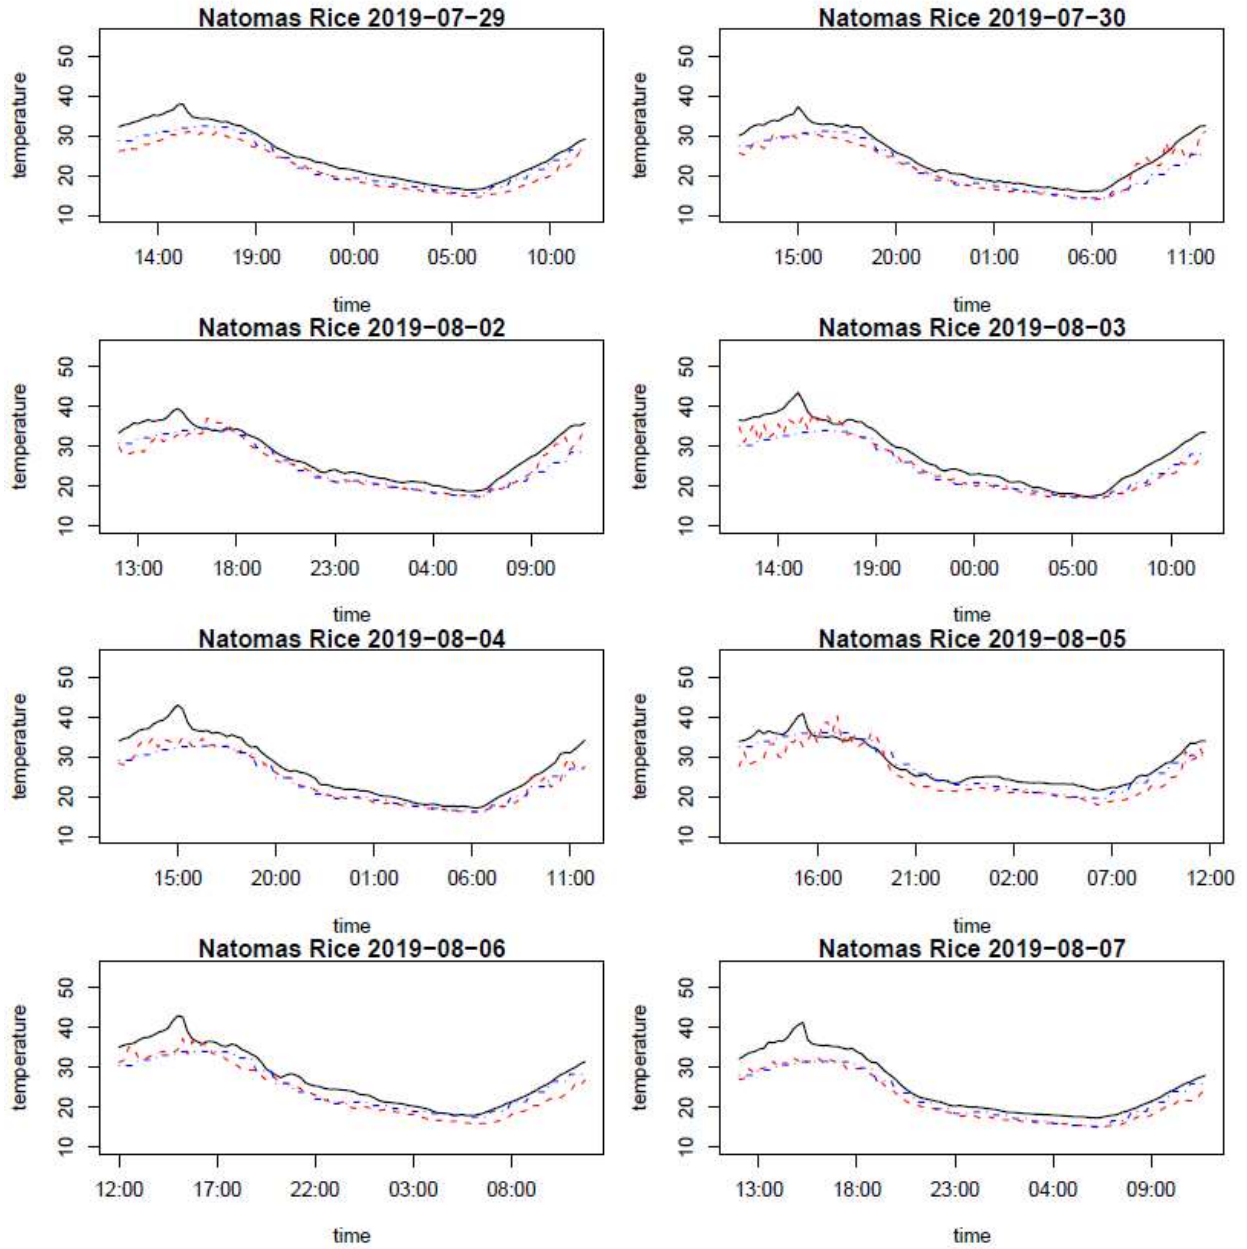 Natomas Rice 2019−07−29
temperature
10 20 30 40 50
14:00 19:00 00:00 05:00 10:00
time
Natomas Rice 2019−07−30
temperature
10 20 30 40 50
15:00 20:00 01:00 06:00 11:00
time
Natomas Rice 2019−08−02
temperature
10 20 30 40 50
13:00 18:00 23:00 04:00 09:00
time
Natomas Rice 2019−08−03
temperature
10 20 30 40 50
14:00 19:00 00:00 05:00 10:00
time
Natomas Rice 2019−08−04
temperature
10 20 30 40 50
15:00 20:00 01:00 06:00 11:00
time
Natomas Rice 2019−08−05
temperature
10 20 30 40 50
16:00 21:00 02:00 07:00 12:00
time
Natomas Rice 2019−08−06
temperature
10 20 30 40 50
12:00 17:00 22:00 03:00 08:00
time
Natomas Rice 2019−08−07
temperature
10 20 30 40 50
13:00 18:00 23:00 04:00 09:00
time